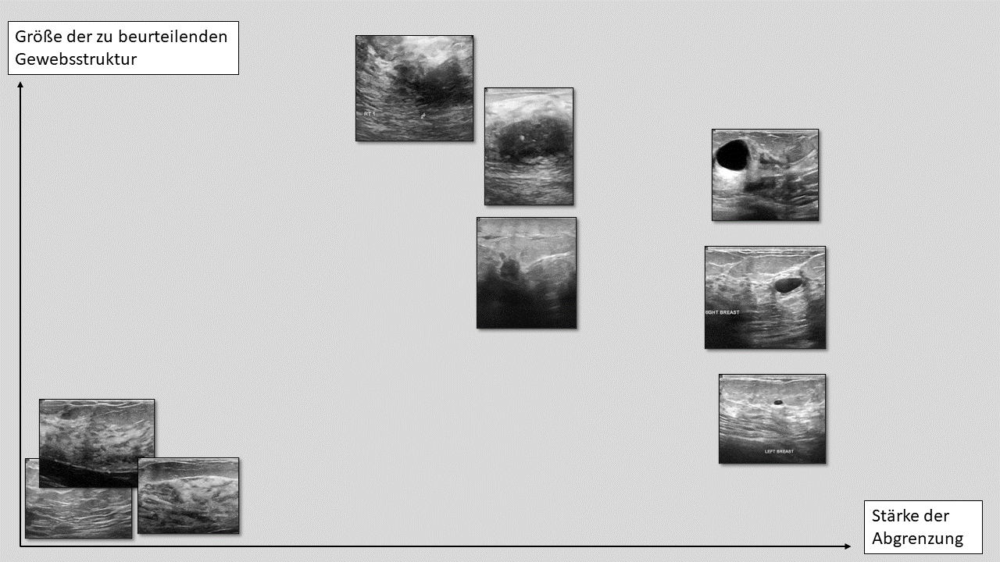 Größe der zu beurteilenden
Gewebsstruktur
RT 1
RIGHT BREAST
LEFT BREAST
Stärke der
Abgrenzung